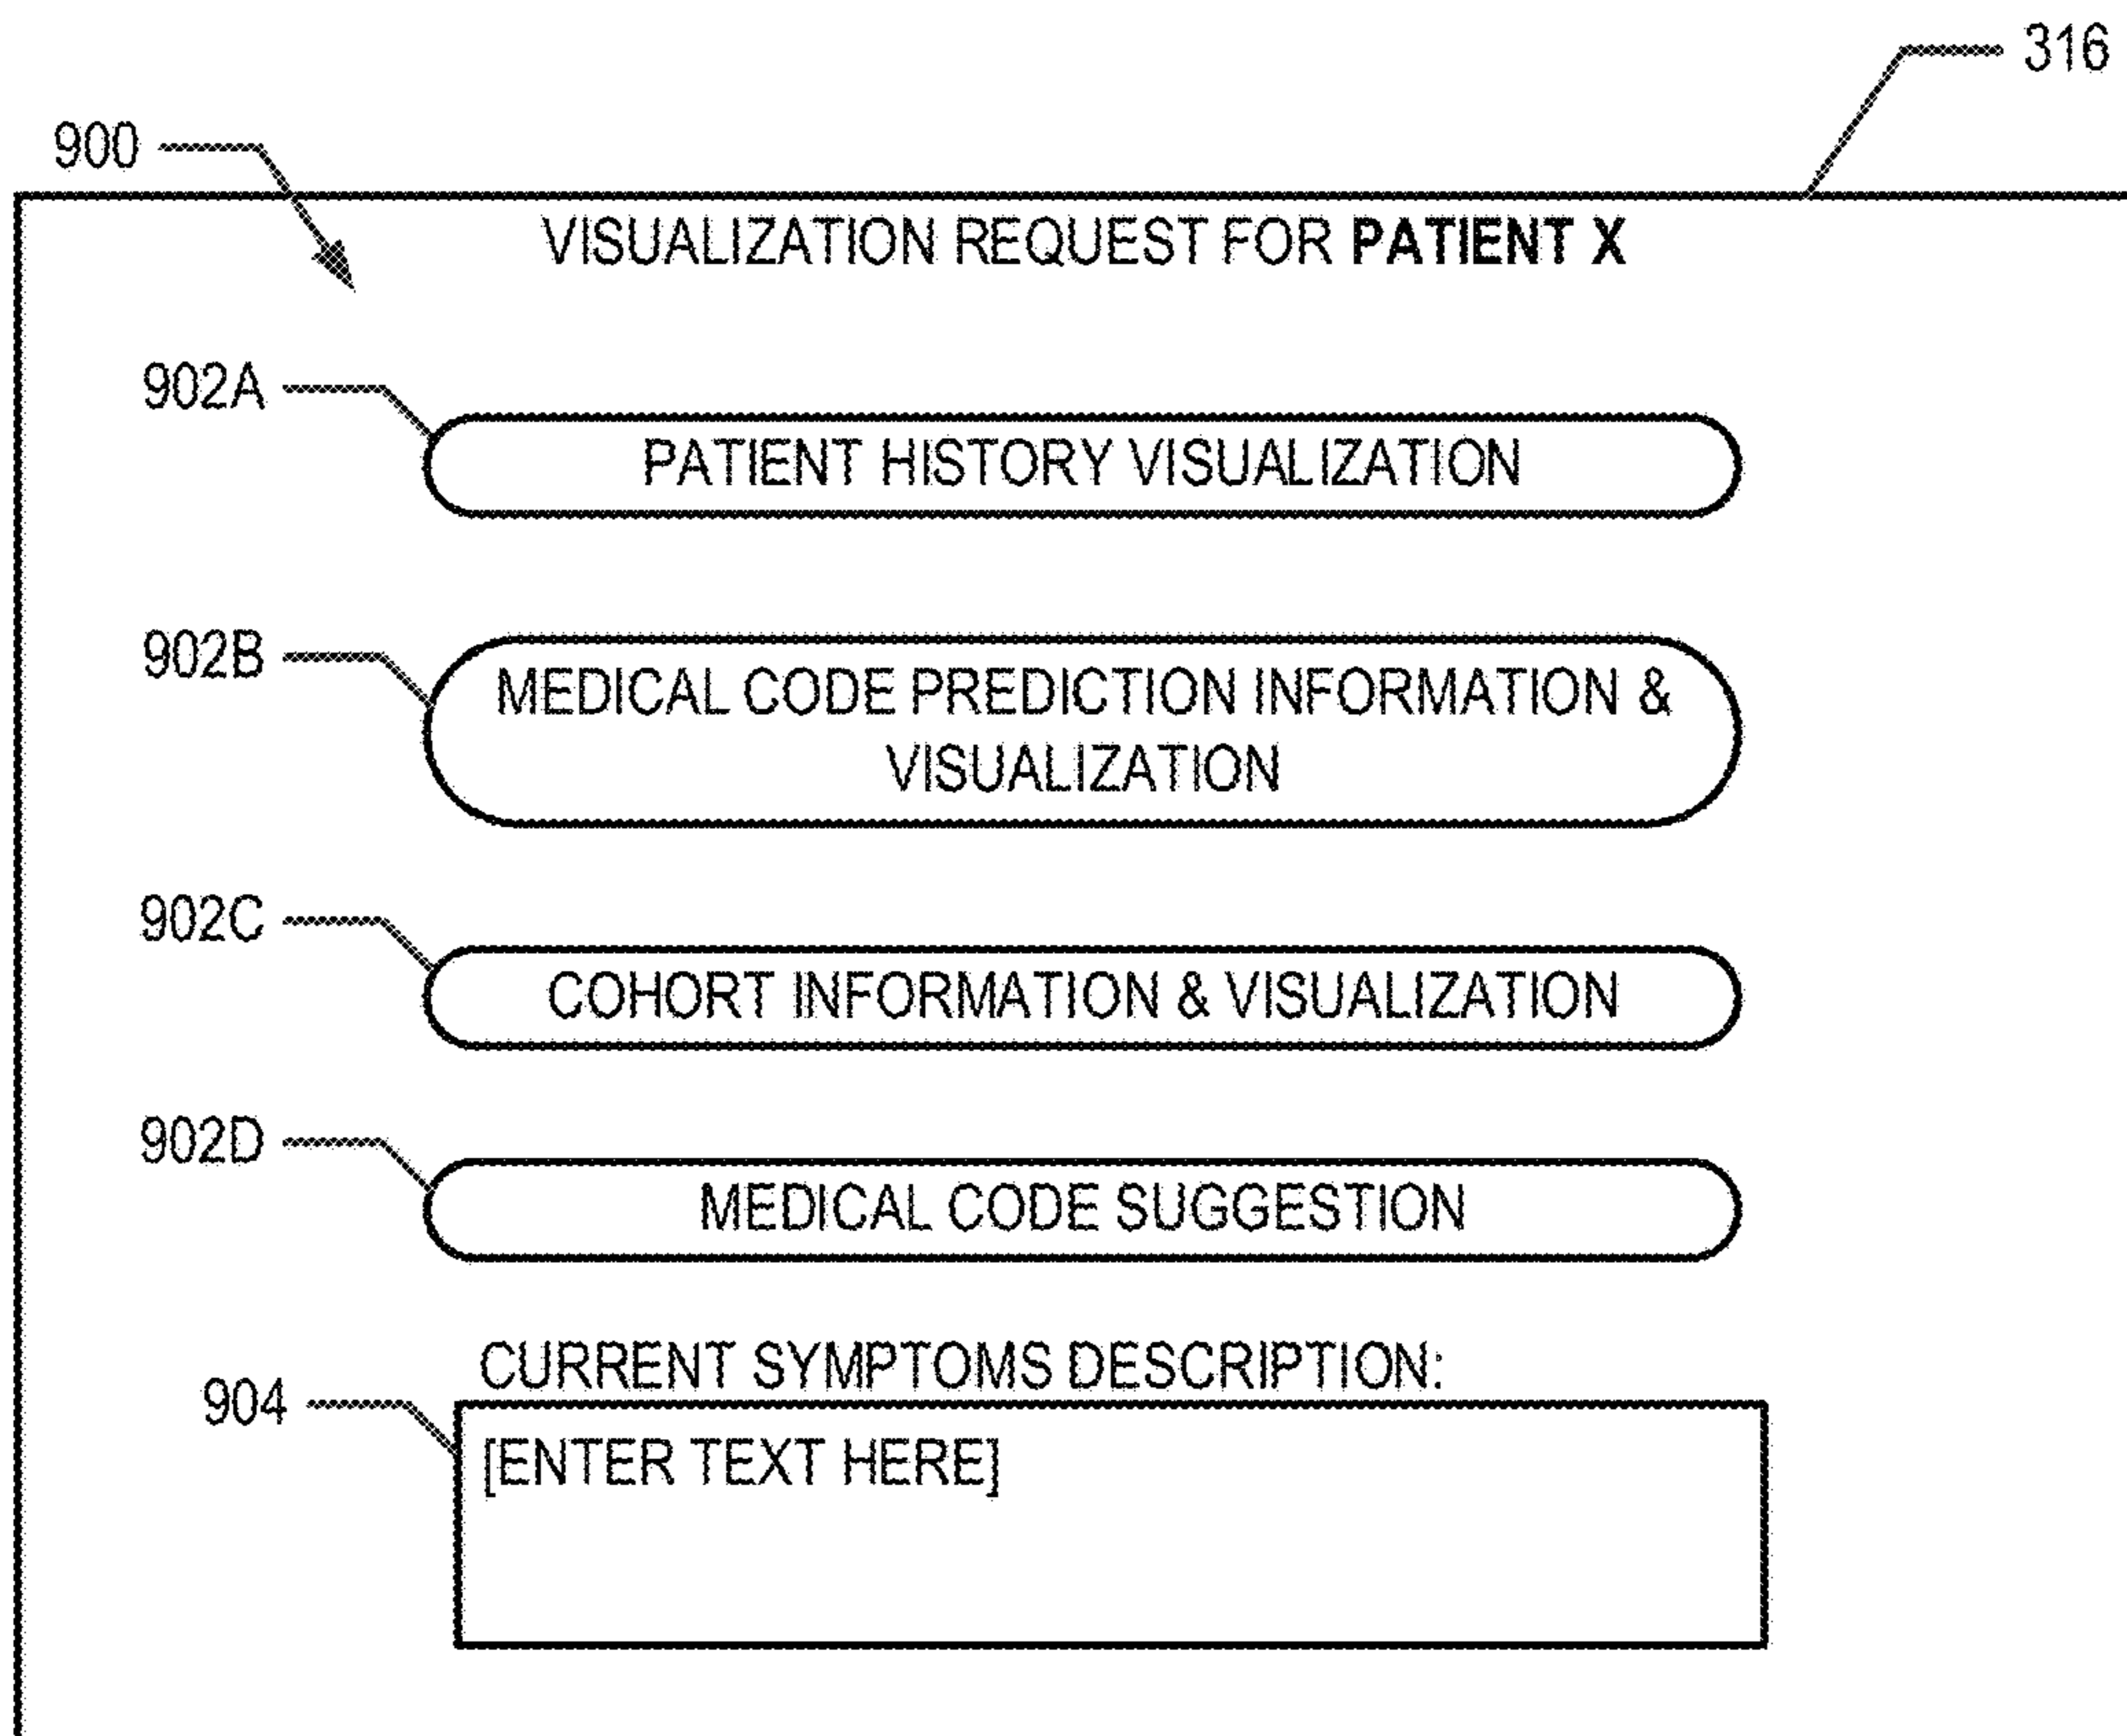 316
900
VISUALIZATION REQUEST FOR PATIENT X
902A
PATIENT HISTORY VISUALIZATION
902B
MEDICAL CODE PREDICTION INFORMATION &
VISUALIZATION
902C
COHORT INFORMATION & VISUALIZATION
902D
MEDICAL CODE SUGGESTION
CURRENT SYMPTOMS DESCRIPTION:
904
[ENTER TEXT HERE]